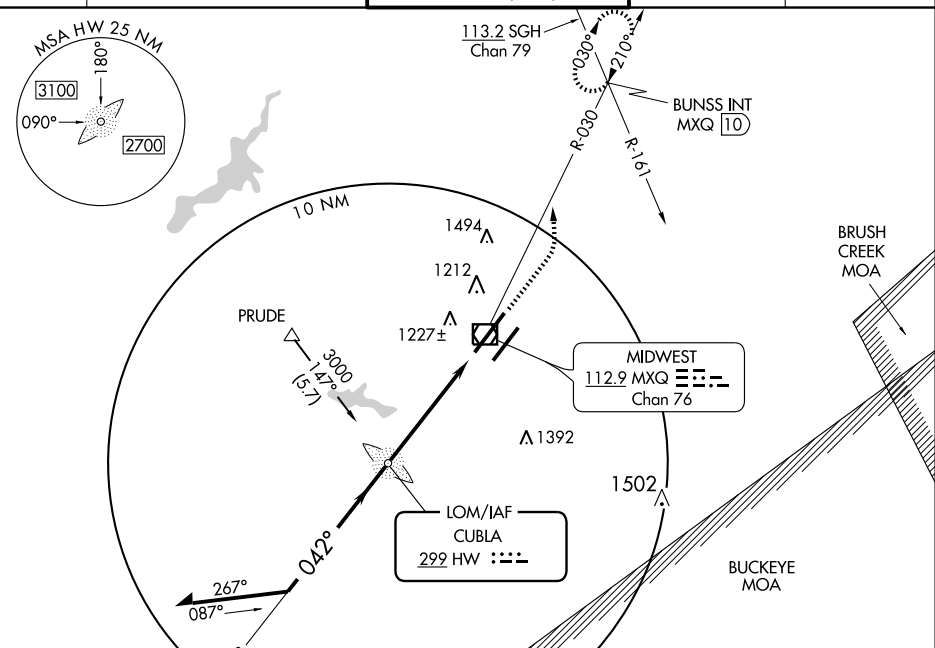 MSA HW 25 NM
180°
3100
090°
2700
113.2 SGH
Chan 79
030°
210°
BUNSS INT
MXQ 10
R-030
R-161
10 NM
1494
1212
1227±
BRUSH
CREEK
MOA
PRUDE
3000
147°
(5.7)
MIDWEST
112.9 MXQ
Chan 76
1392
1502
LOM/IAF
CUBLA
299 HW
042°
267°
087°
BUCKEYE
MOA